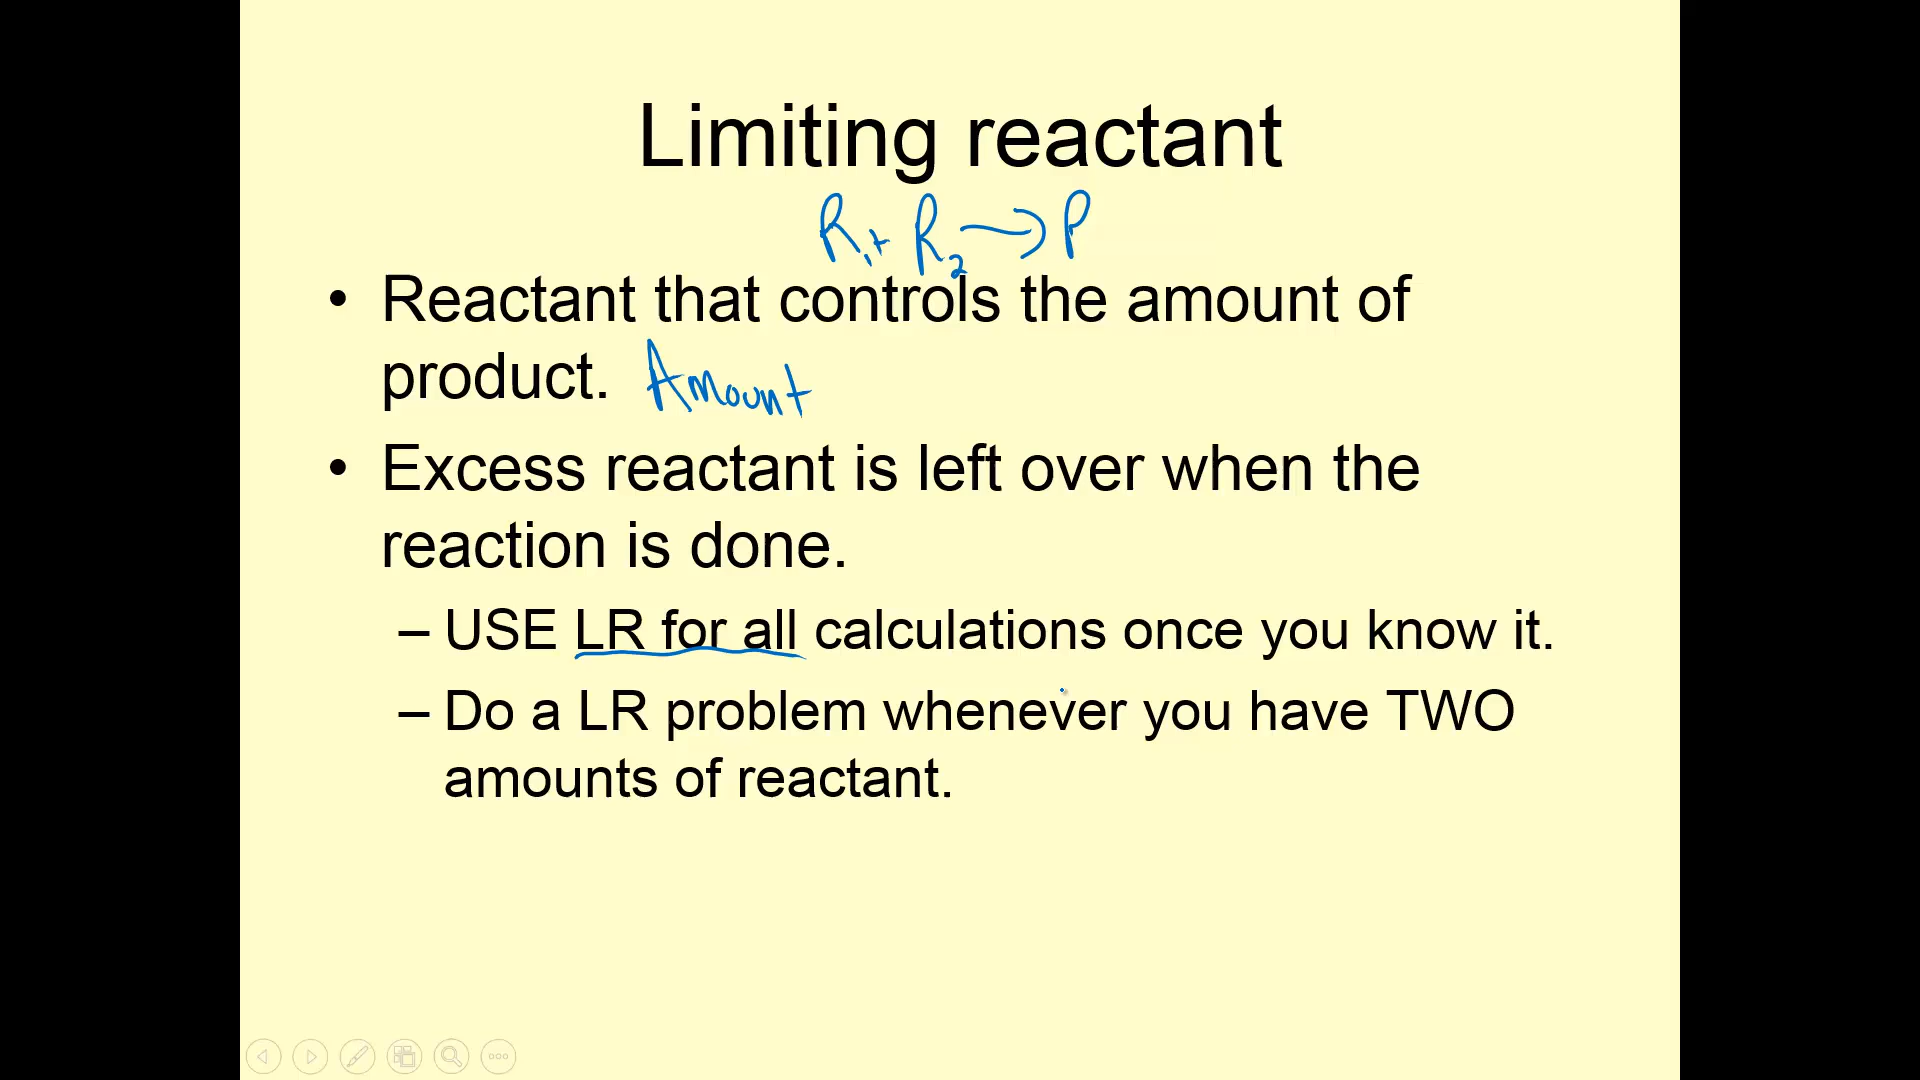 Limiting reactant
R₁ + R₂ → P
• Reactant that controls the amount of
product. Amount
• Excess reactant is left over when the
reaction is done.
– USE LR for all calculations once you know it.
– Do a LR problem whenever you have TWO
amounts of reactant.